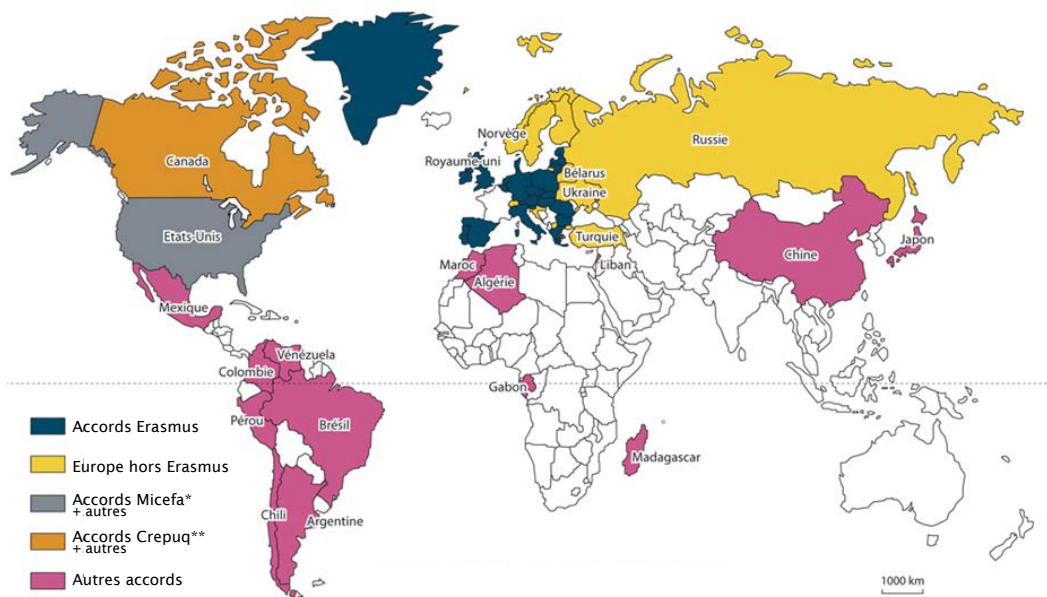 Norvège
Russie
Canada
Royaume-uni
Bélarus
Ukraine
Etats-Unis
Turquie
Japon
Chine
Maroc
Liban
Algérie
Mexique
Vénézuela
Colombie
Gabon
Pérou
Brésil
Madagascar
Chili
Argentine
Accords Erasmus
Europe hors Erasmus
Accords Micefa*
+ autres
Accords Crepuq**
+ autres
Autres accords
1000 km